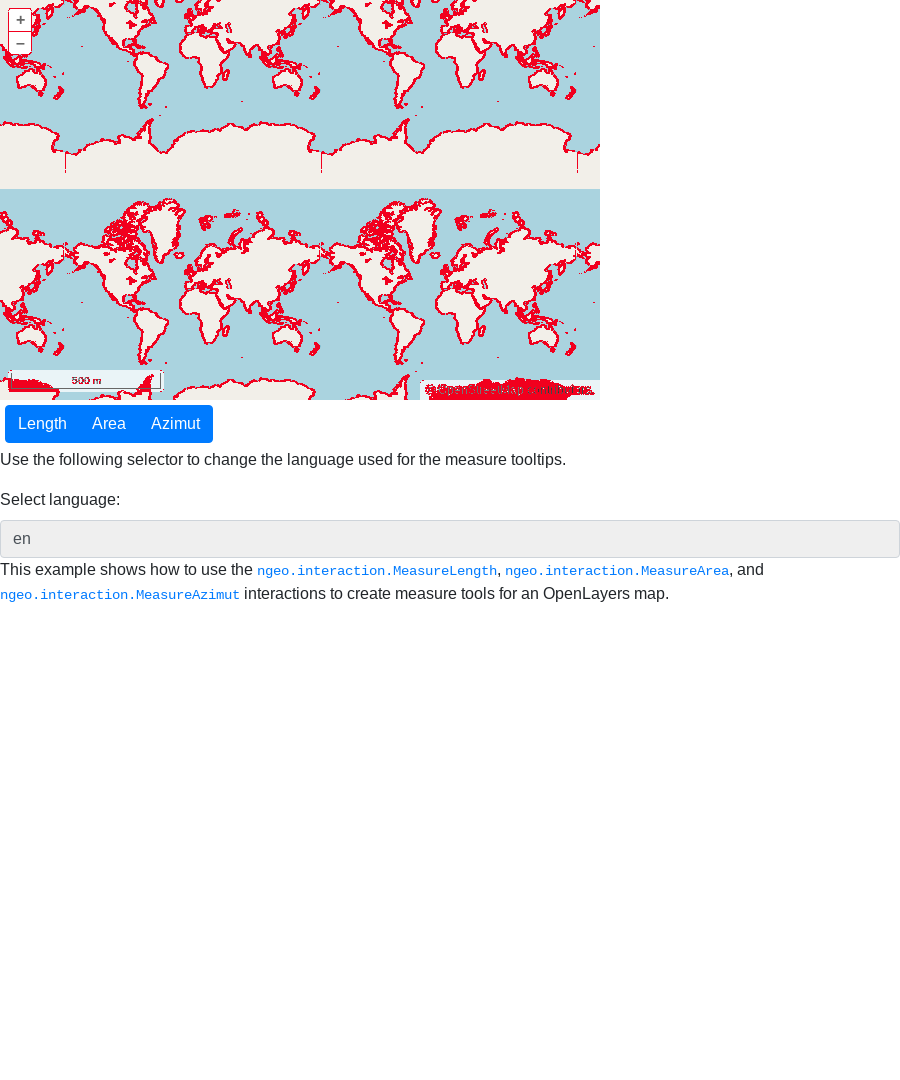 +
−
500 m
Length Area Azimut
Use the following selector to change the language used for the measure tooltips.
Select language:
en
This example shows how to use the ngeo.interaction.MeasureLength, ngeo.interaction.MeasureArea, and
ngeo.interaction.MeasureAzimut interactions to create measure tools for an OpenLayers map.